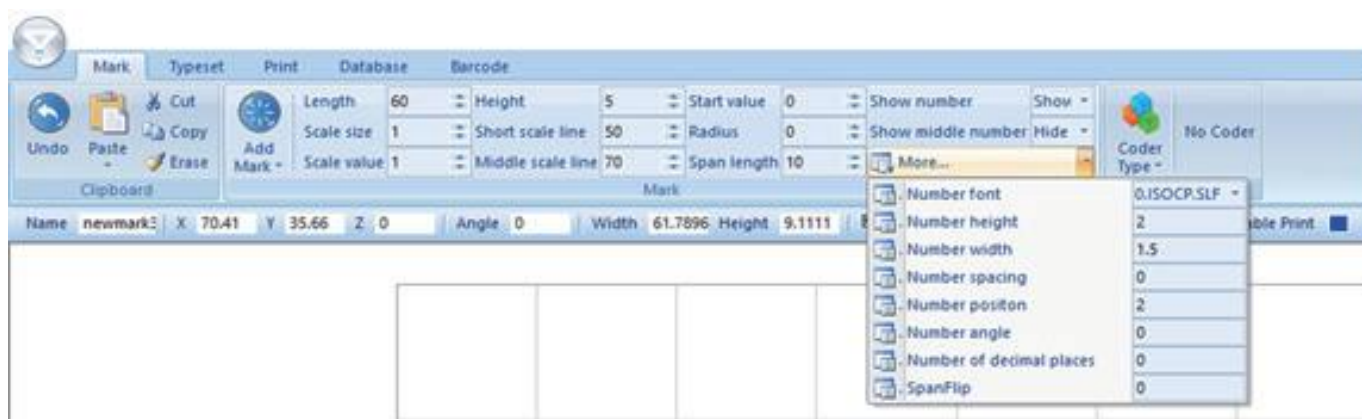 Mark Typeset Print Database Barcode
Undo Paste Cut Copy Erase
Clipboard
Add Mark
Length 60 Height 5 Start value 0 Show number Show
Scale size 1 Short scale line 50 Radius 0 Show middle number Hide
Scale value 1 Middle scale line 70 Span length 10 More...
Mark
Coder Type No Coder
Name newmark3 X 70.41 Y 35.66 Z 0 Angle 0 Width 61.7896 Height 9.1111 ble Print
Number font 0.ISOCP.SLF
Number height 2
Number width 1.5
Number spacing 0
Number positon 2
Number angle 0
Number of decimal places 0
SpanFlip 0